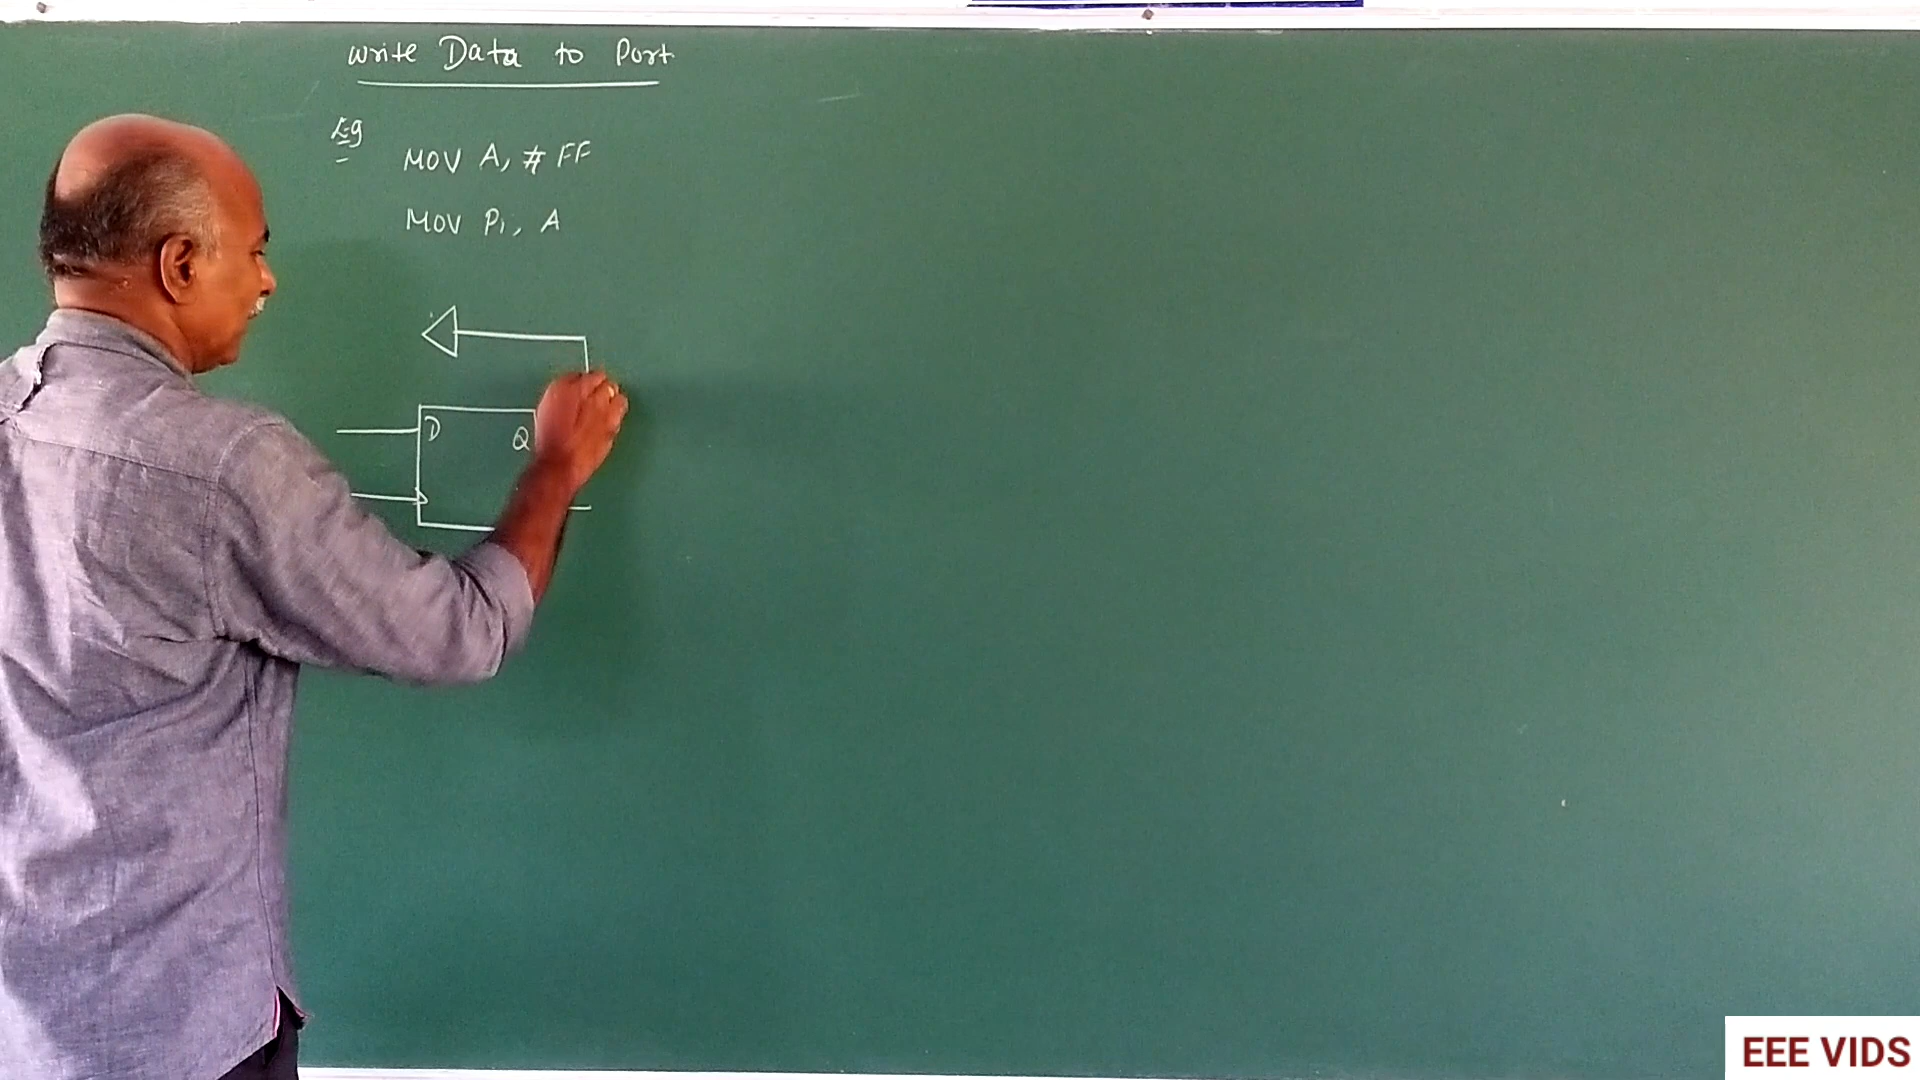 Write Data to Port
Eg
MOV A, # FF
MOV P1, A
D
Q
EEE VIDS